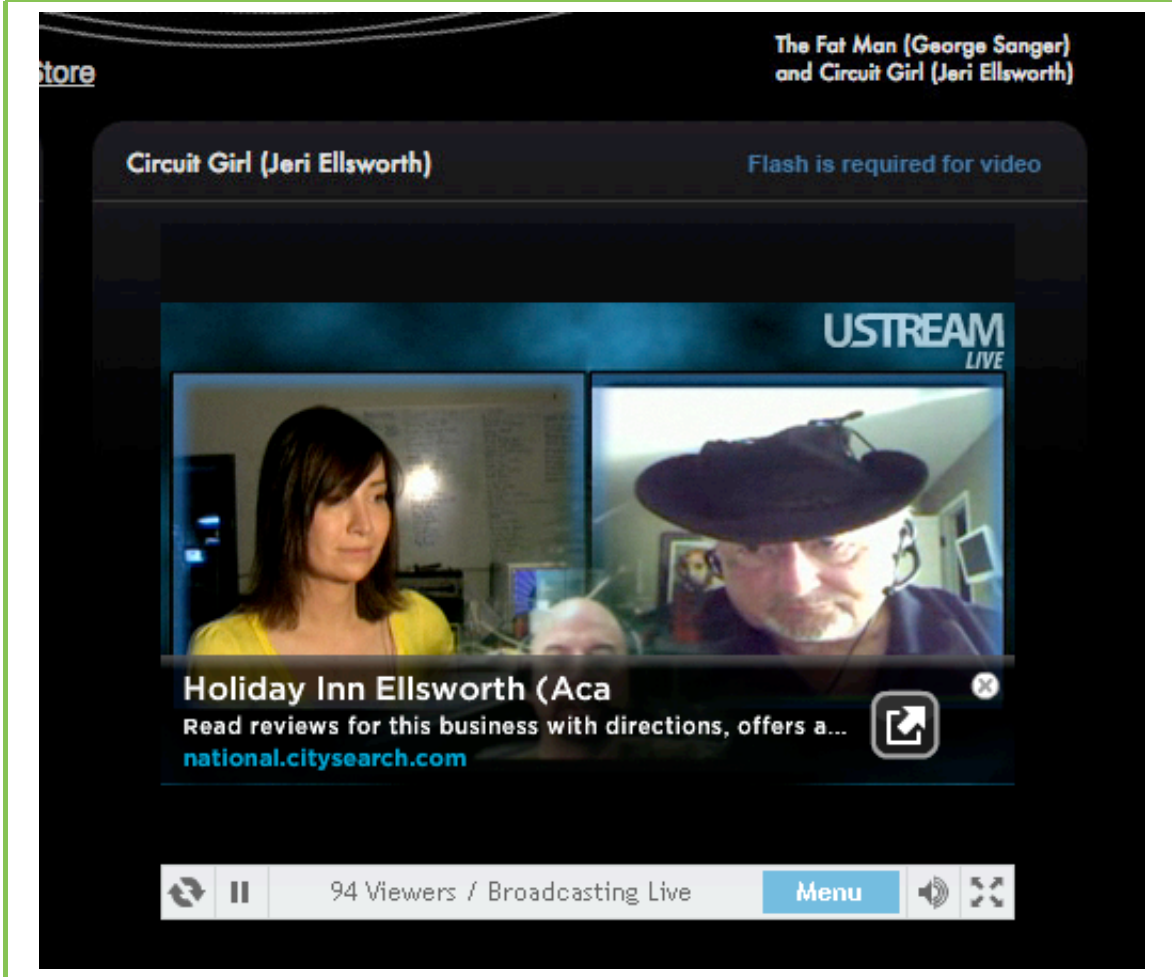 The Fat Man (George Sanger)
and Circuit Girl (Jeri Ellsworth)
Store
Circuit Girl (Jeri Ellsworth)
Flash is required for video
USTREAM
LIVE
Holiday Inn Ellsworth (Aca
Read reviews for this business with directions, offers a...
national.citysearch.com
94 Viewers / Broadcasting Live
Menu